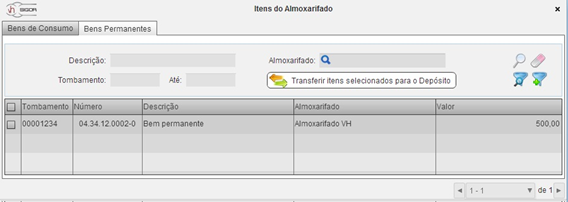 SIGDR
Itens do Almoxarifado
Bens de Consumo
Bens Permanentes
Descrição:
Almoxarifado:
Tombamento:
Até:
Transferir itens selecionados para o Depósito
Tombamento Número Descrição Almoxarifado Valor
00001234 04.34.12.0002-0 Bem permanente Almoxarifado VH 500,00
1 - 1 de 1